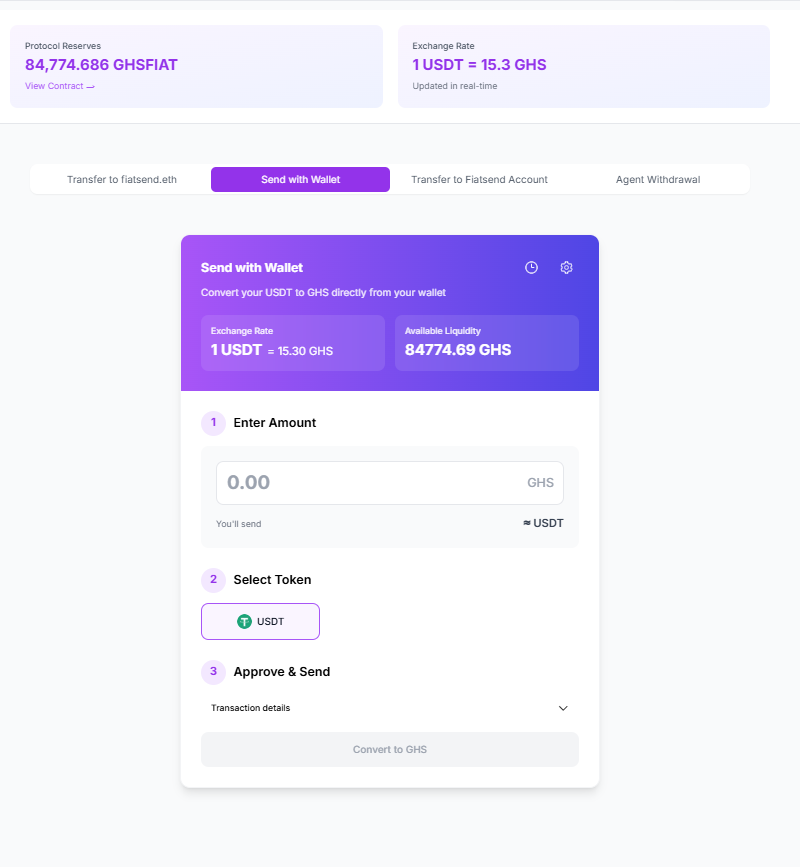 Protocol Reserves
84,774.686 GHSFIAT
View Contract
Exchange Rate
1 USDT = 15.3 GHS
Updated in real-time
Transfer to fiatsend.eth
Send with Wallet
Transfer to Fiatsend Account
Agent Withdrawal
Send with Wallet
Convert your USDT to GHS directly from your wallet
Exchange Rate
1 USDT = 15.30 GHS
Available Liquidity
84774.69 GHS
1 Enter Amount
0.00 GHS
You'll send ≈ USDT
2 Select Token
USDT
3 Approve & Send
Transaction details
Convert to GHS